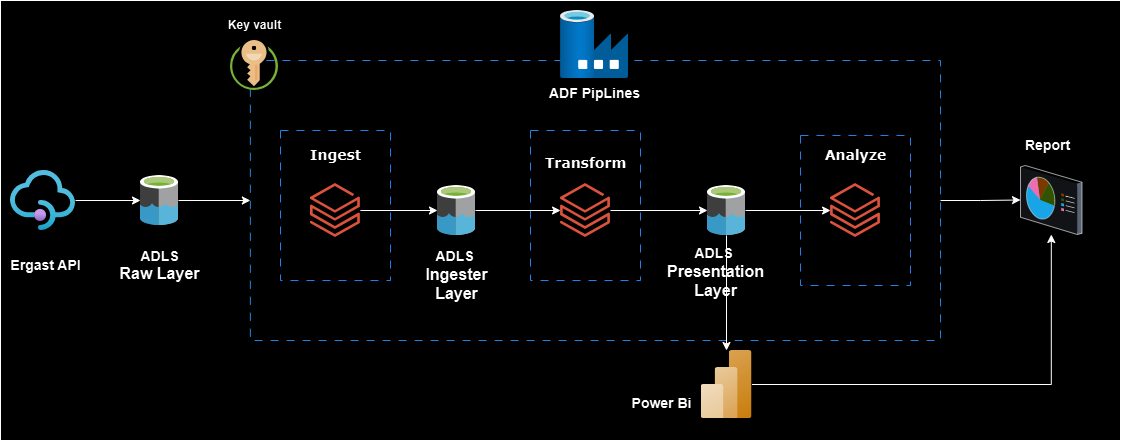 Key vault
ADF PipLines
Ingest
Transform
Analyze
Report
Ergast API
ADLS
Raw Layer
ADLS
Ingester
Layer
ADLS
Presentation
Layer
Power Bi